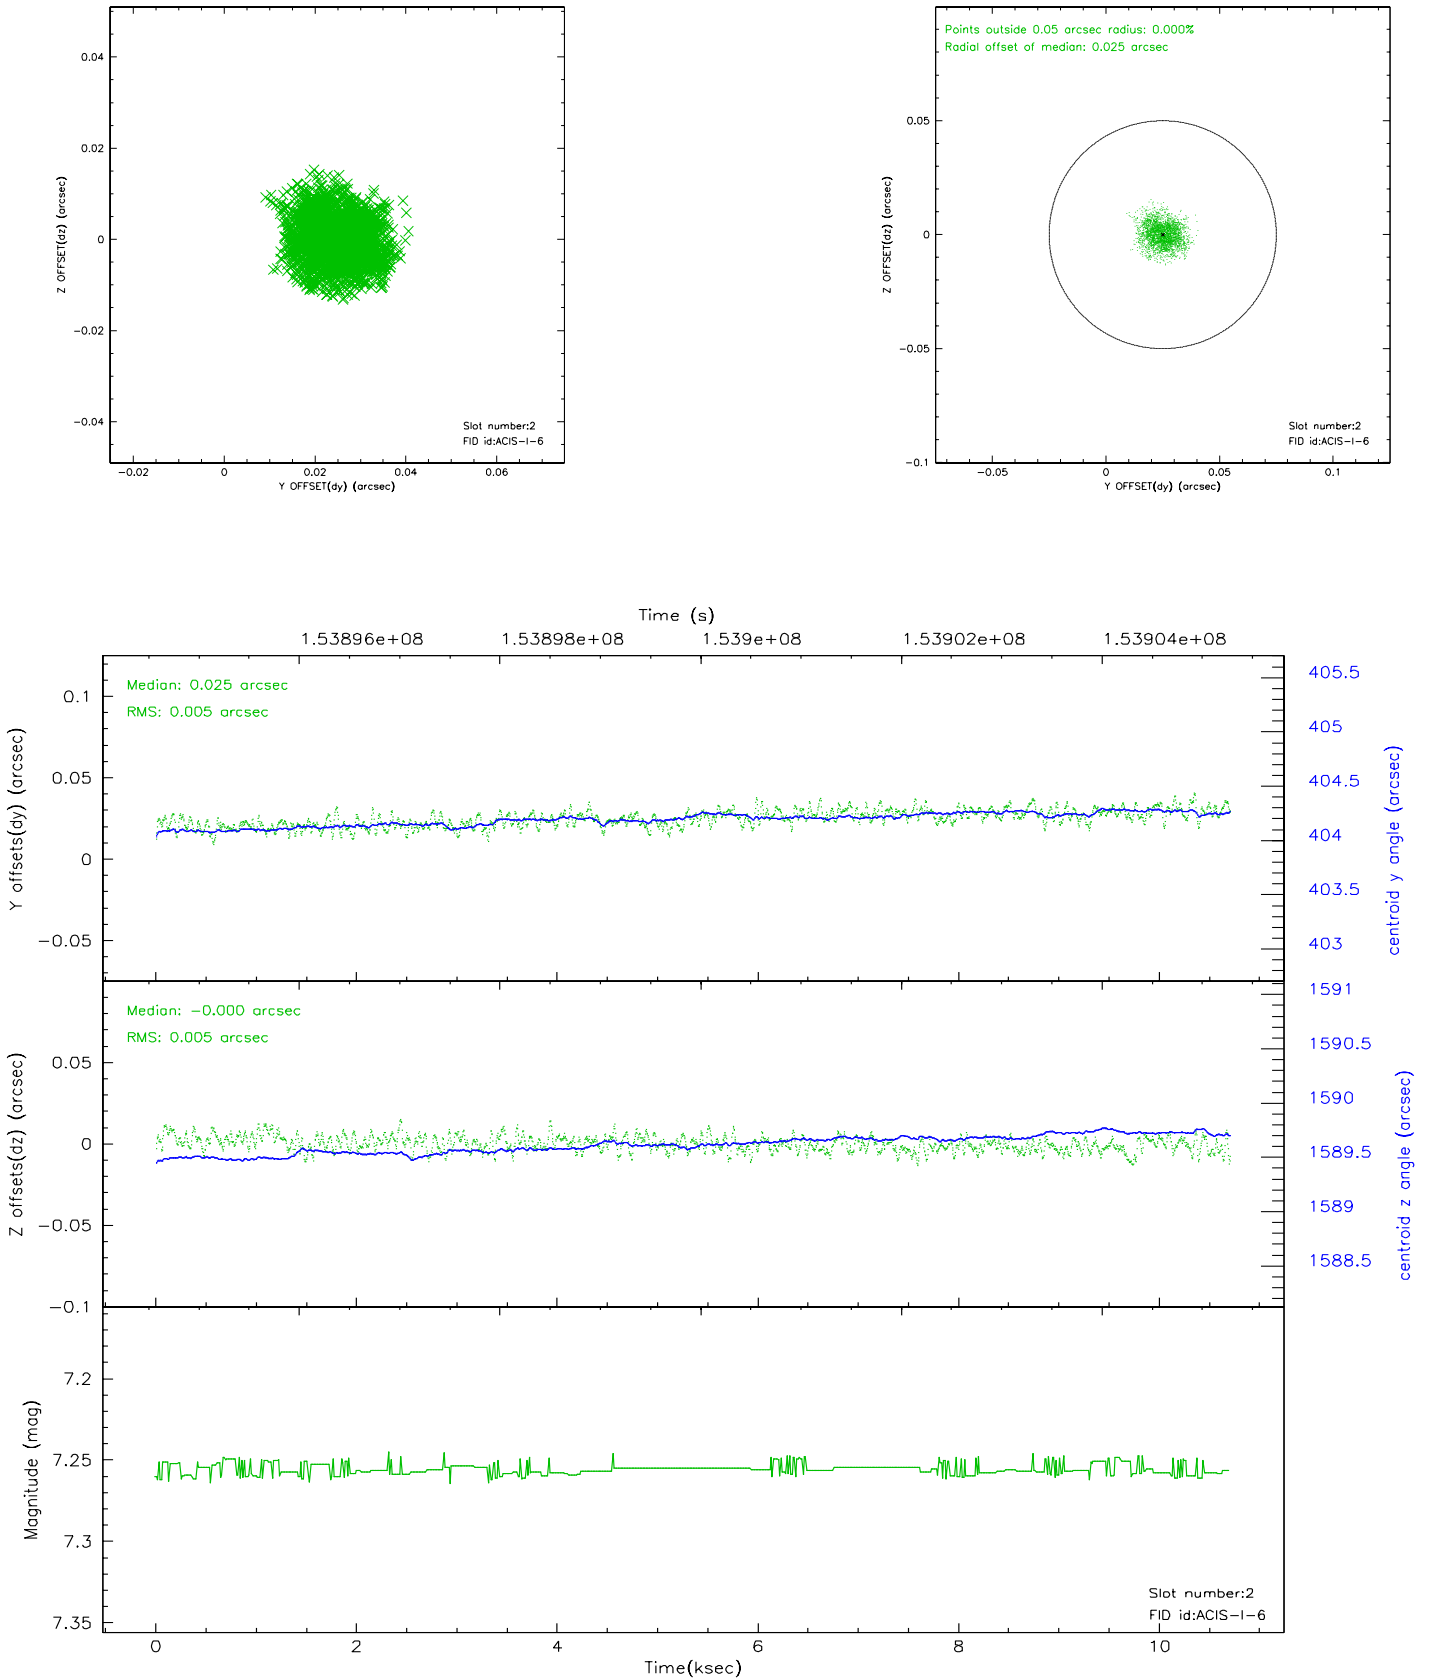 0.04
0.02
0
−0.02
−0.04
Z OFFSET(dz) (arcsec)
Slot number:2
FID id:ACIS−I−6
−0.02
0
0.02
0.04
0.06
Y OFFSET(dy) (arcsec)
Points outside 0.05 arcsec radius: 0.000%
Radial offset of median: 0.025 arcsec
0.05
0
−0.05
−0.1
Z OFFSET(dz) (arcsec)
Slot number:2
FID id:ACIS−I−6
−0.05
0
0.05
0.1
Y OFFSET(dy) (arcsec)
Time (s)
1.53896e+08
1.53898e+08
1.539e+08
1.53902e+08
1.53904e+08
Median: 0.025 arcsec
RMS: 0.005 arcsec
0.1
0.05
0
−0.05
Y offsets(dy) (arcsec)
405.5
405
404.5
404
403.5
403
centroid y angle (arcsec)
Median: −0.000 arcsec
RMS: 0.005 arcsec
0.05
0
−0.05
−0.1
Z offsets(dz) (arcsec)
1591
1590.5
1590
1589.5
1589
1588.5
centroid z angle (arcsec)
7.2
7.25
7.3
7.35
Magnitude (mag)
Slot number:2
FID id:ACIS−I−6
0
2
4
6
8
10
Time(ksec)